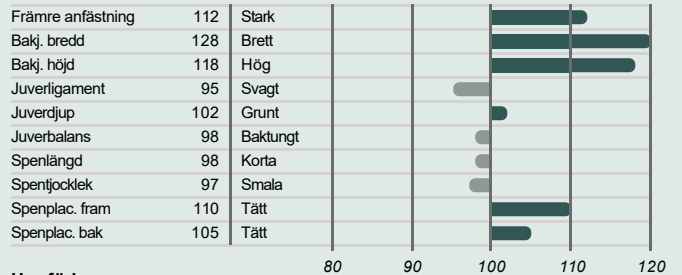 Främre anfästning 112 Stark
Bakj. bredd 128 Brett
Bakj. höjd 118 Hög
Juverligament 95 Svagt
Juverdjup 102 Grunt
Juverbalans 98 Baktungt
Spenlängd 98 Korta
Spentjocklek 97 Smala
Spenplac. fram 110 Tätt
Spenplac. bak 105 Tätt
80 90 100 110 120